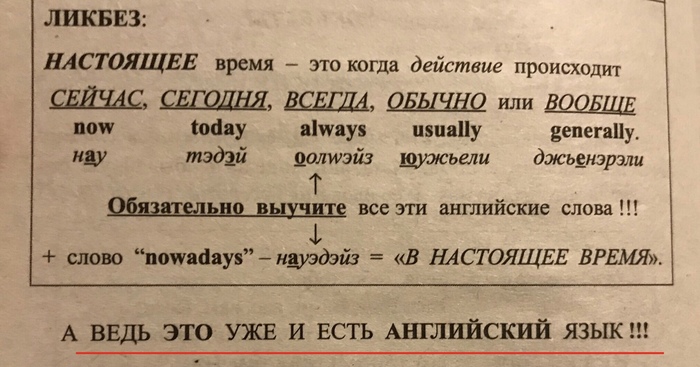 ЛИКБЕЗ:
НАСТОЯЩЕЕ время – это когда действие происходит
СЕЙЧАС, СЕГОДНЯ, ВСЕГДА, ОБЫЧНО или ВООБЩЕ
now today always usually generally.
нау тэдэй оолwэйз юужьели джьенэрэли
↑
Обязательно выучите все эти английские слова !!!
↓
+ слово “nowadays” – науэдэйз = «В НАСТОЯЩЕЕ ВРЕМЯ».
А ВЕДЬ ЭТО УЖЕ И ЕСТЬ АНГЛИЙСКИЙ ЯЗЫК !!!